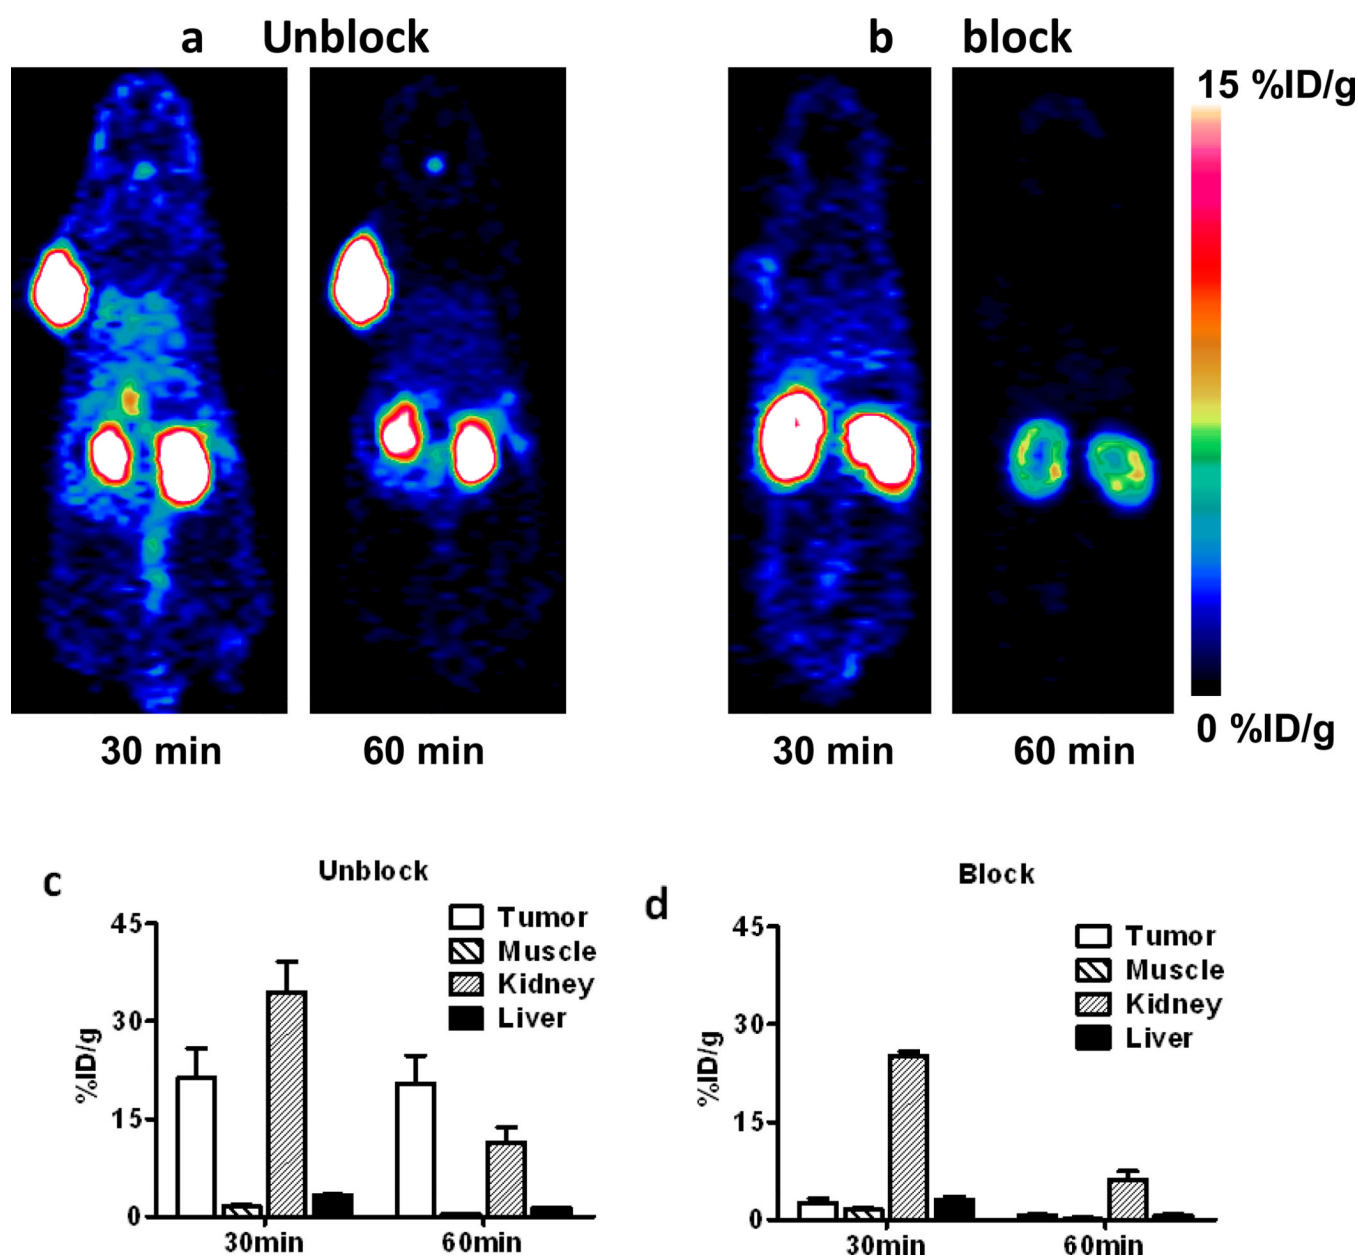 a Unblock
b block
15 %ID/g
0 %ID/g
30 min
60 min
30 min
60 min
c
Unblock
Tumor
Muscle
Kidney
Liver
45
30
15
0
%ID/g
30min
60min
d
Block
Tumor
Muscle
Kidney
Liver
45
30
15
0
%ID/g
30min
60min